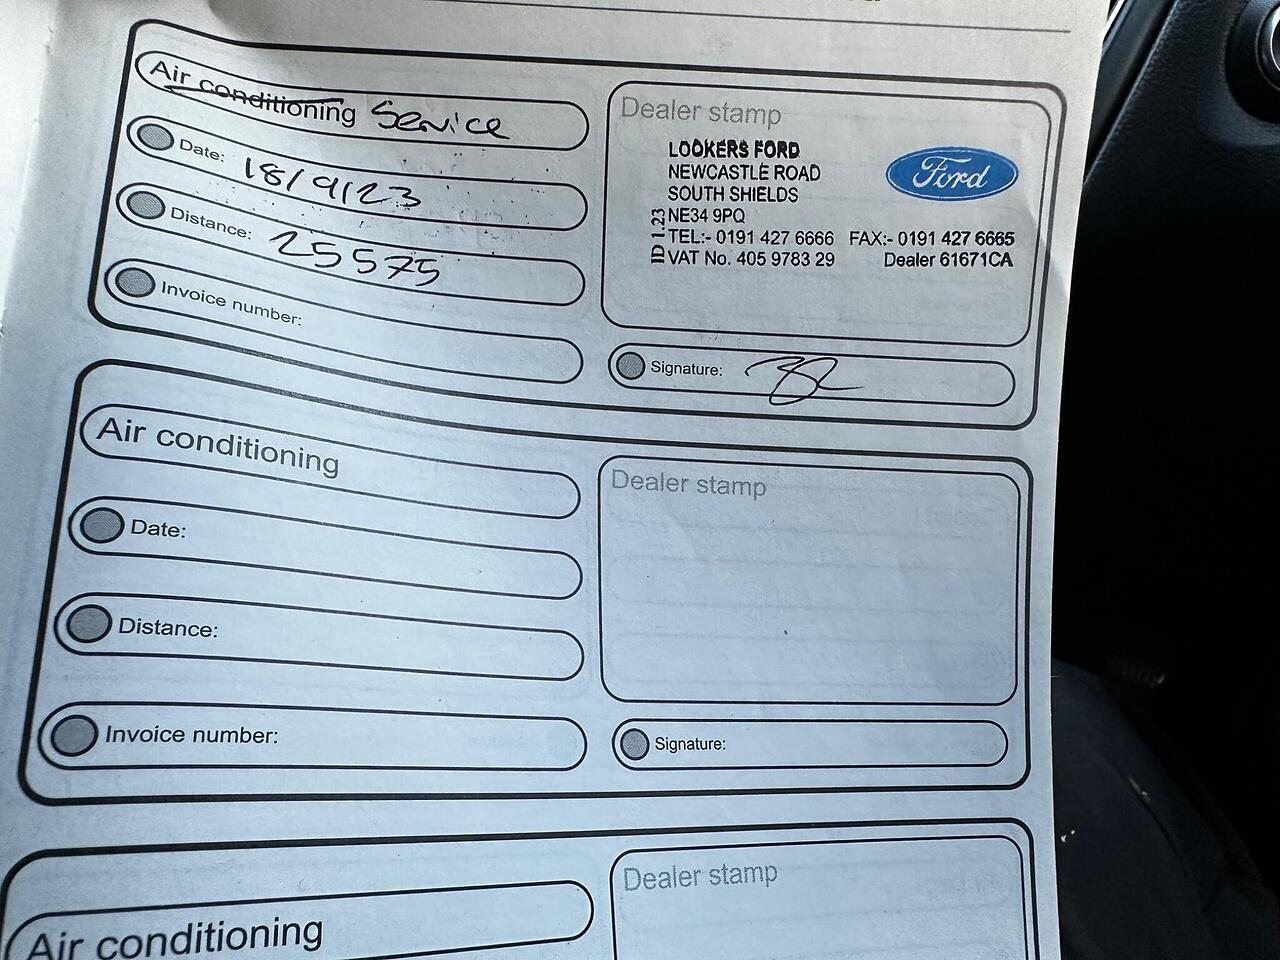 Air conditioning Service
Date: 18/9/23
Distance: 25575
Invoice number:
Dealer stamp
LOOKERS FORD
NEWCASTLE ROAD
SOUTH SHIELDS
NE34 9PQ
TEL:- 0191 427 6666 FAX:- 0191 427 6665
VAT No. 405 9783 29 Dealer 61671CA
ID 1.23
Ford
Signature:
Air conditioning
Date:
Distance:
Invoice number:
Dealer stamp
Signature:
Air conditioning
Dealer stamp